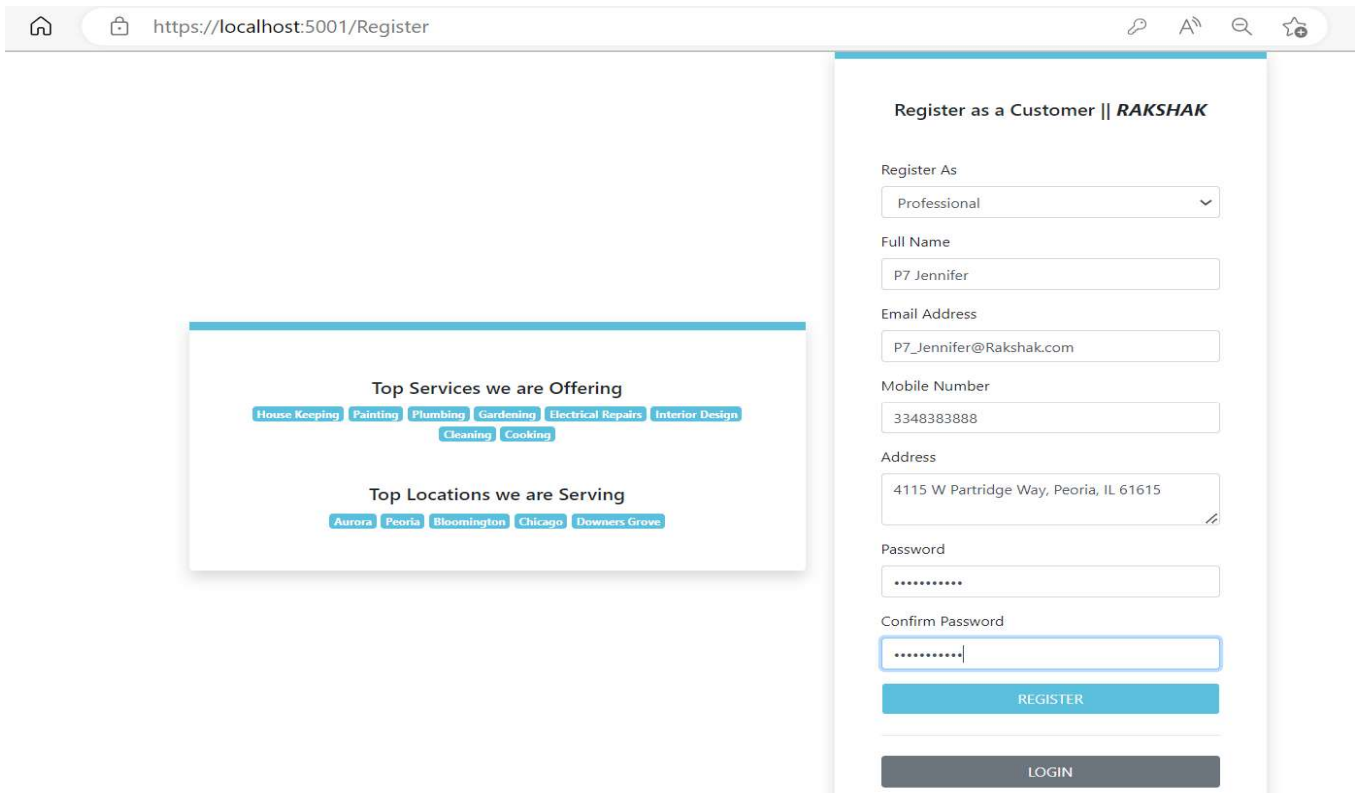 https://localhost:5001/Register
Top Services we are Offering
House Keeping Painting Plumbing Gardening Electrical Repairs Interior Design
Cleaning Cooking
Top Locations we are Serving
Aurora Peoria Bloomington Chicago Downers Grove
Register as a Customer || RAKSHAK
Register As
Professional
Full Name
P7 Jennifer
Email Address
P7_Jennifer@Rakshak.com
Mobile Number
3348383888
Address
4115 W Partridge Way, Peoria, IL 61615
Password
•••••••••••
Confirm Password
•••••••••••
REGISTER
LOGIN